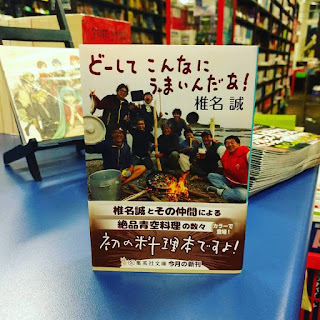 どーして こんなに
うまいんだあ!
椎名 誠
椎名誠とその仲間による
絶品青空料理の数々
カラーで
登場!
初の料理本ですよ!
集英社文庫 今月の新刊